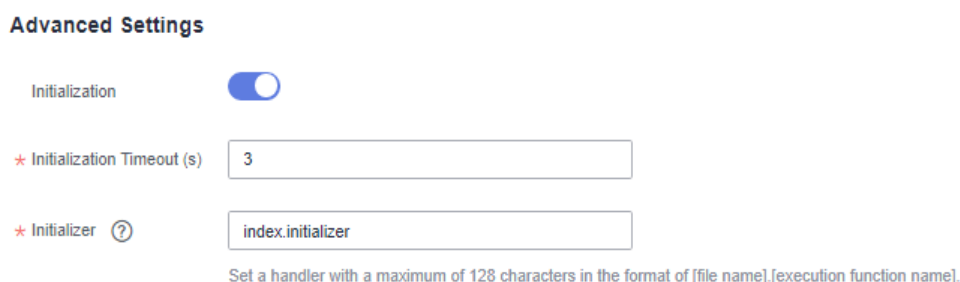 Advanced Settings
Initialization
* Initialization Timeout (s) 3
* Initializer ? index.initializer
Set a handler with a maximum of 128 characters in the format of [file name].[execution function name].